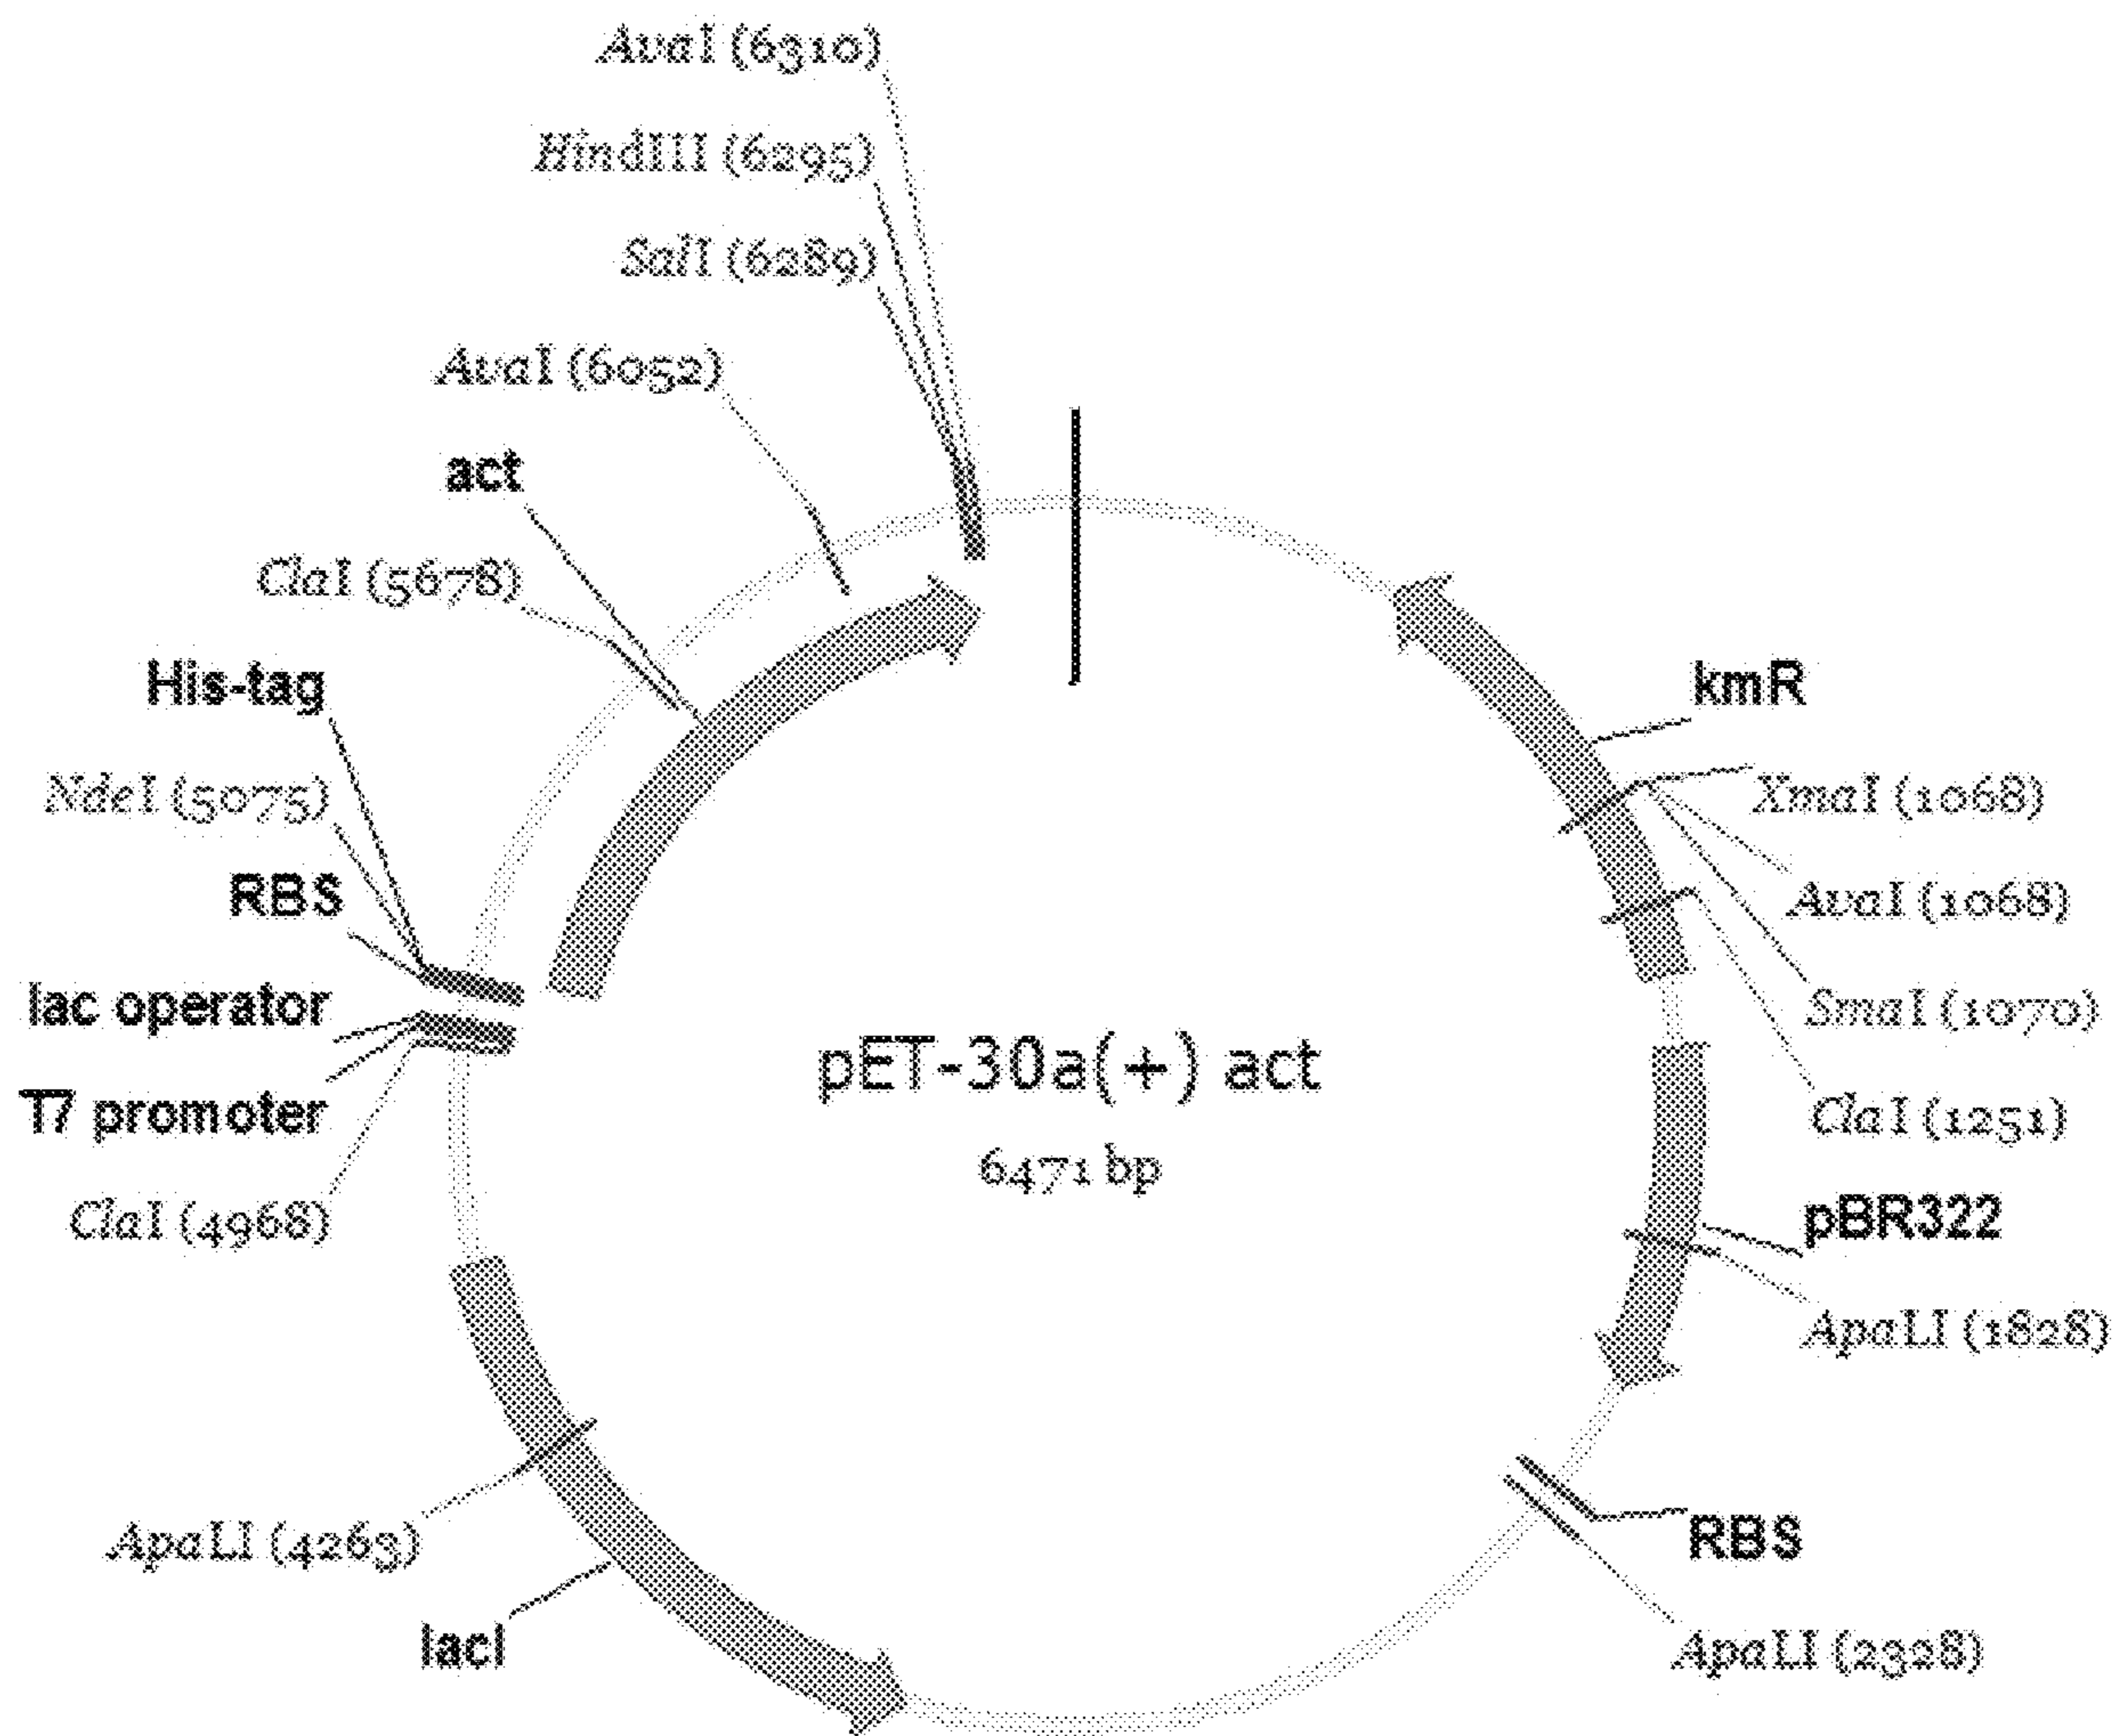 AvaI (6310)
HindIII (6295)
SalI (6289)
AvaI (6052)
act
ClaI (5678)
His-tag
NdeI (5075)
RBS
lac operator
T7 promoter
ClaI (4968)
ApaLI (4263)
lacI
pET-30a(+) act
6471 bp
kmR
XmaI (1068)
AvaI (1068)
SmaI (1070)
ClaI (1251)
pBR322
ApaLI (1828)
RBS
ApaLI (2328)